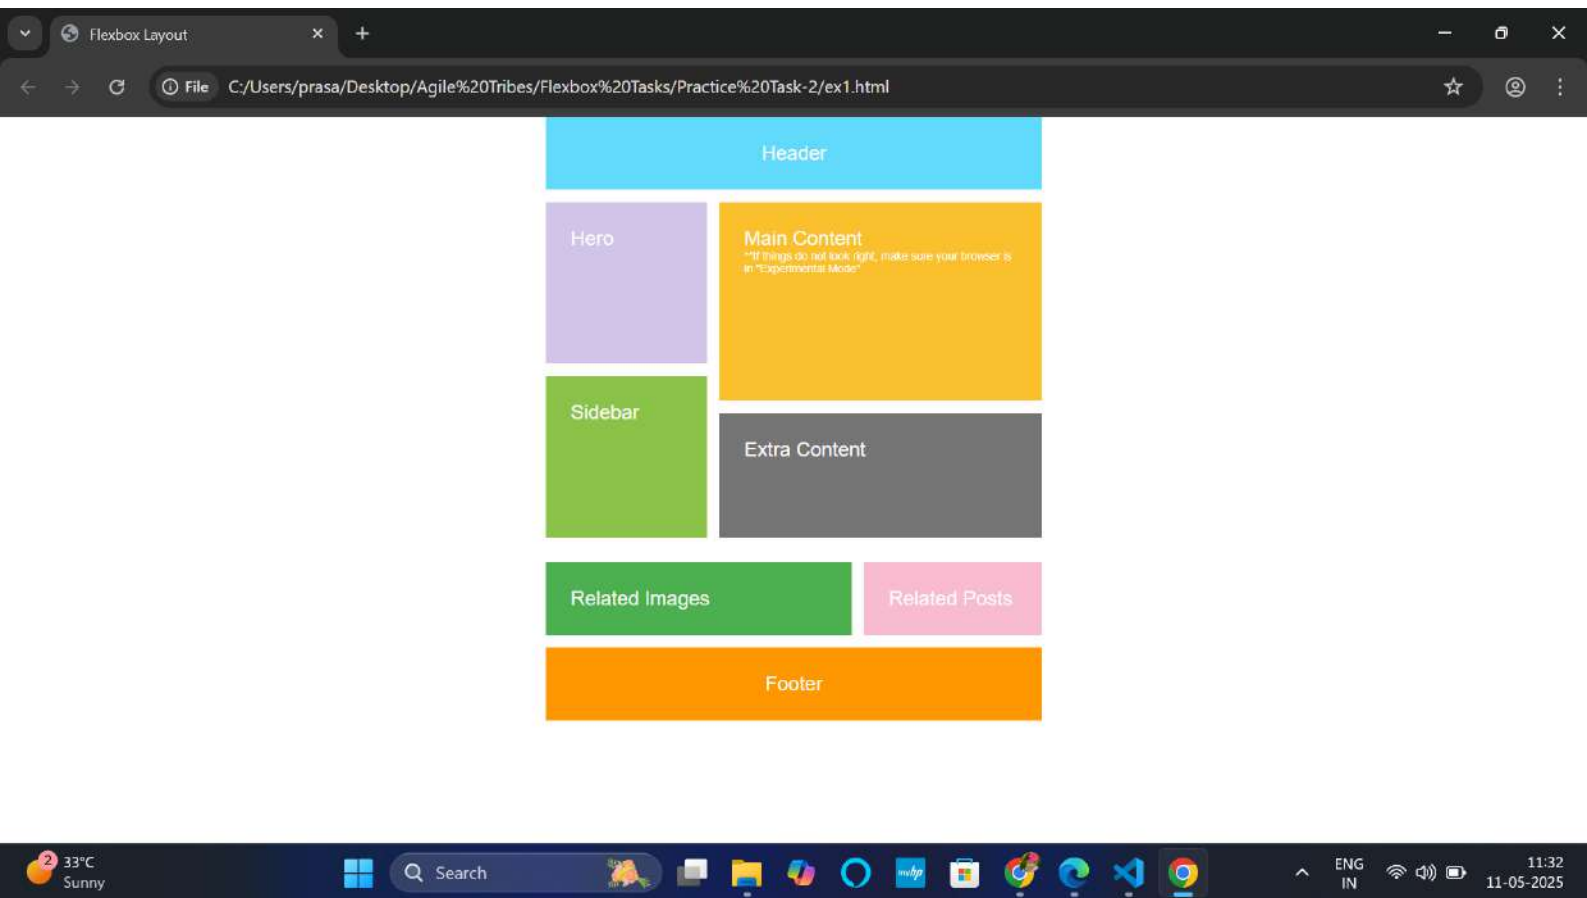 Flexbox Layout
File C:/Users/prasa/Desktop/Agile%20Tribes/Flexbox%20Tasks/Practice%20Task-2/ex1.html
Header
Hero
Main Content
**If things do not look right, make sure your browser is
in "Experimental Mode"
Sidebar
Extra Content
Related Images
Related Posts
Footer
2
33°C
Sunny
Search
myhp
ENG
IN
11:32
11-05-2025